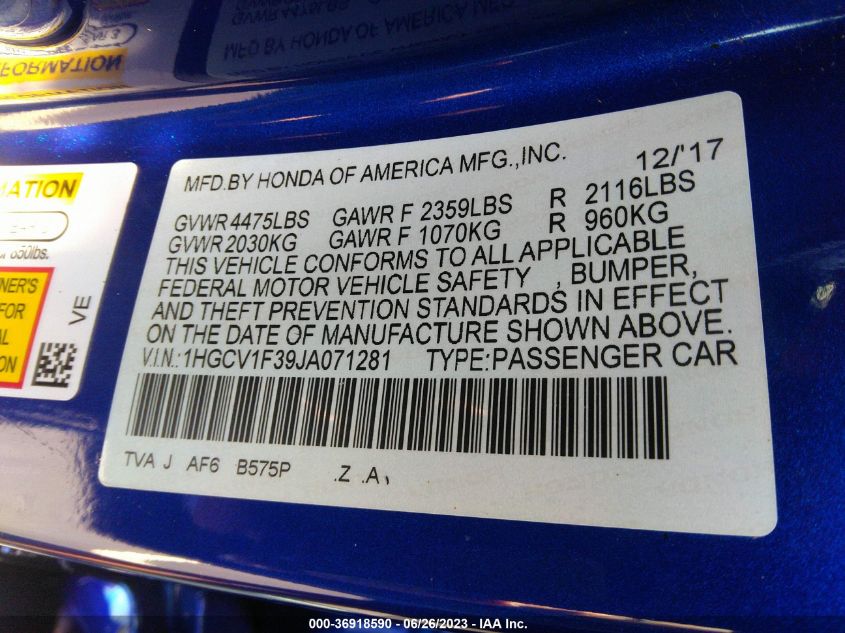 MFD.BY HONDA OF AMERICA MFG.,INC. 12/'17
GVWR 4475LBS GAWR F 2359LBS R 2116LBS
GVWR 2030KG GAWR F 1070KG R 960KG
THIS VEHICLE CONFORMS TO ALL APPLICABLE
FEDERAL MOTOR VEHICLE SAFETY , BUMPER,
AND THEFT PREVENTION STANDARDS IN EFFECT
ON THE DATE OF MANUFACTURE SHOWN ABOVE.
V.I.N.:1HGCV1F39JA071281 TYPE:PASSENGER CAR
TVA J AF6 B575P .Z .A,
VE
FOR
000-36918590 - 06/26/2023 - IAA Inc.